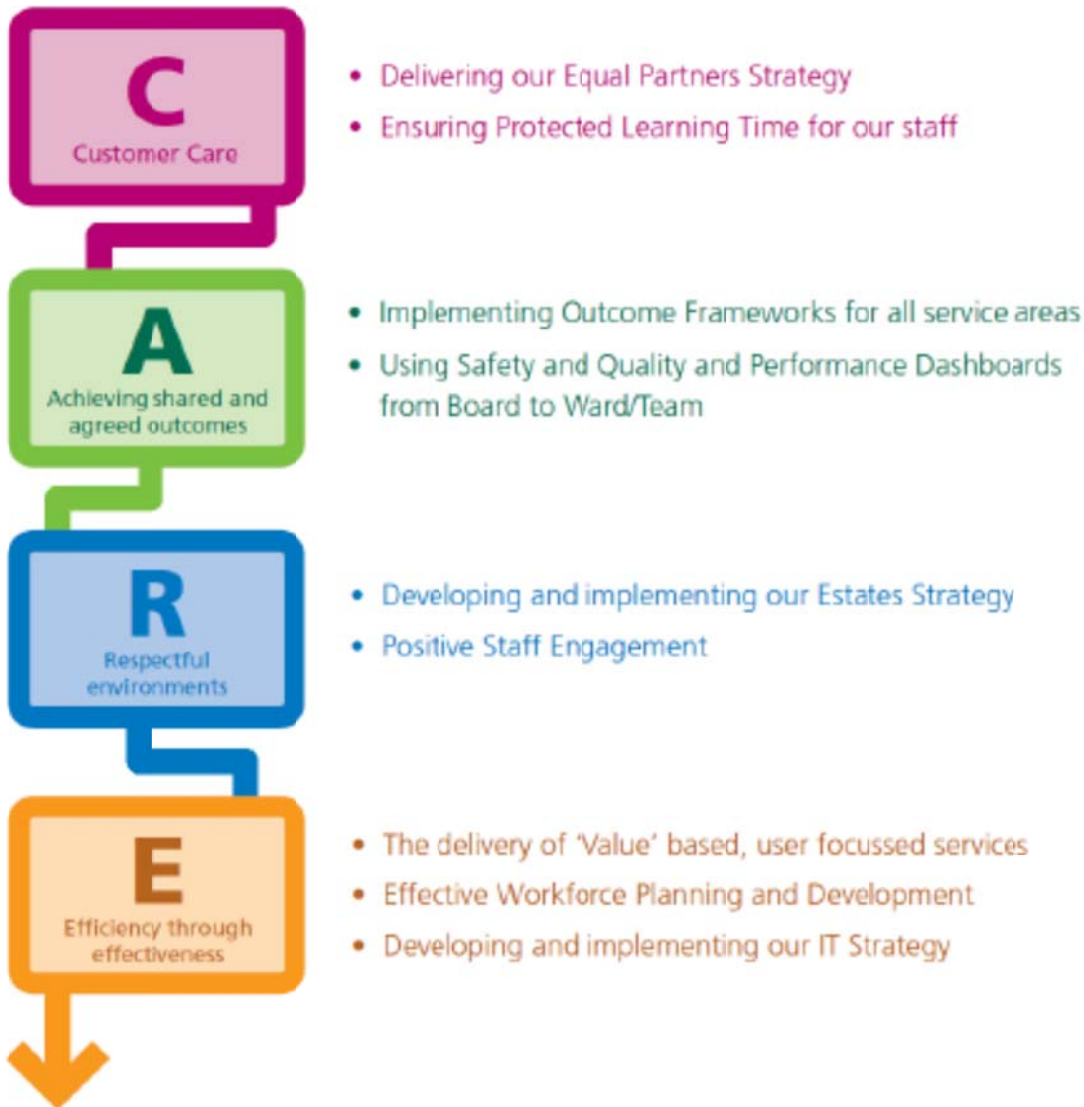 C
Customer Care
• Delivering our Equal Partners Strategy
• Ensuring Protected Learning Time for our staff
A
Achieving shared and
agreed outcomes
• Implementing Outcome Frameworks for all service areas
• Using Safety and Quality and Performance Dashboards
from Board to Ward/Team
R
Respectful
environments
• Developing and implementing our Estates Strategy
• Positive Staff Engagement
E
Efficiency through
effectiveness
• The delivery of ‘Value’ based, user focussed services
• Effective Workforce Planning and Development
• Developing and implementing our IT Strategy